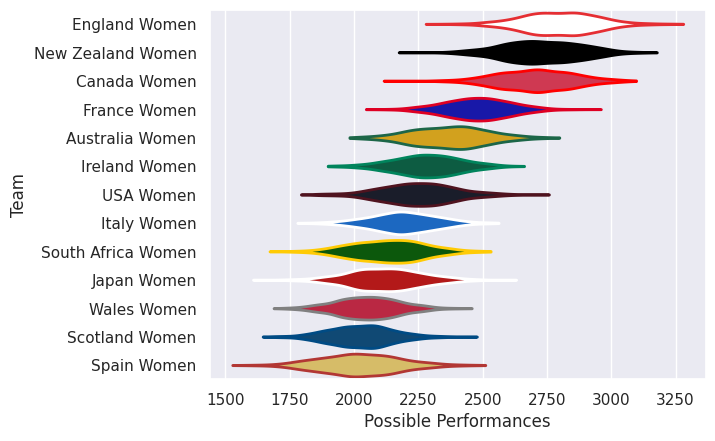 England Women
New Zealand Women
Canada Women
France Women
Australia Women
Ireland Women
USA Women
Italy Women
South Africa Women
Japan Women
Wales Women
Scotland Women
Spain Women
Team
1500 1750 2000 2250 2500 2750 3000 3250
Possible Performances